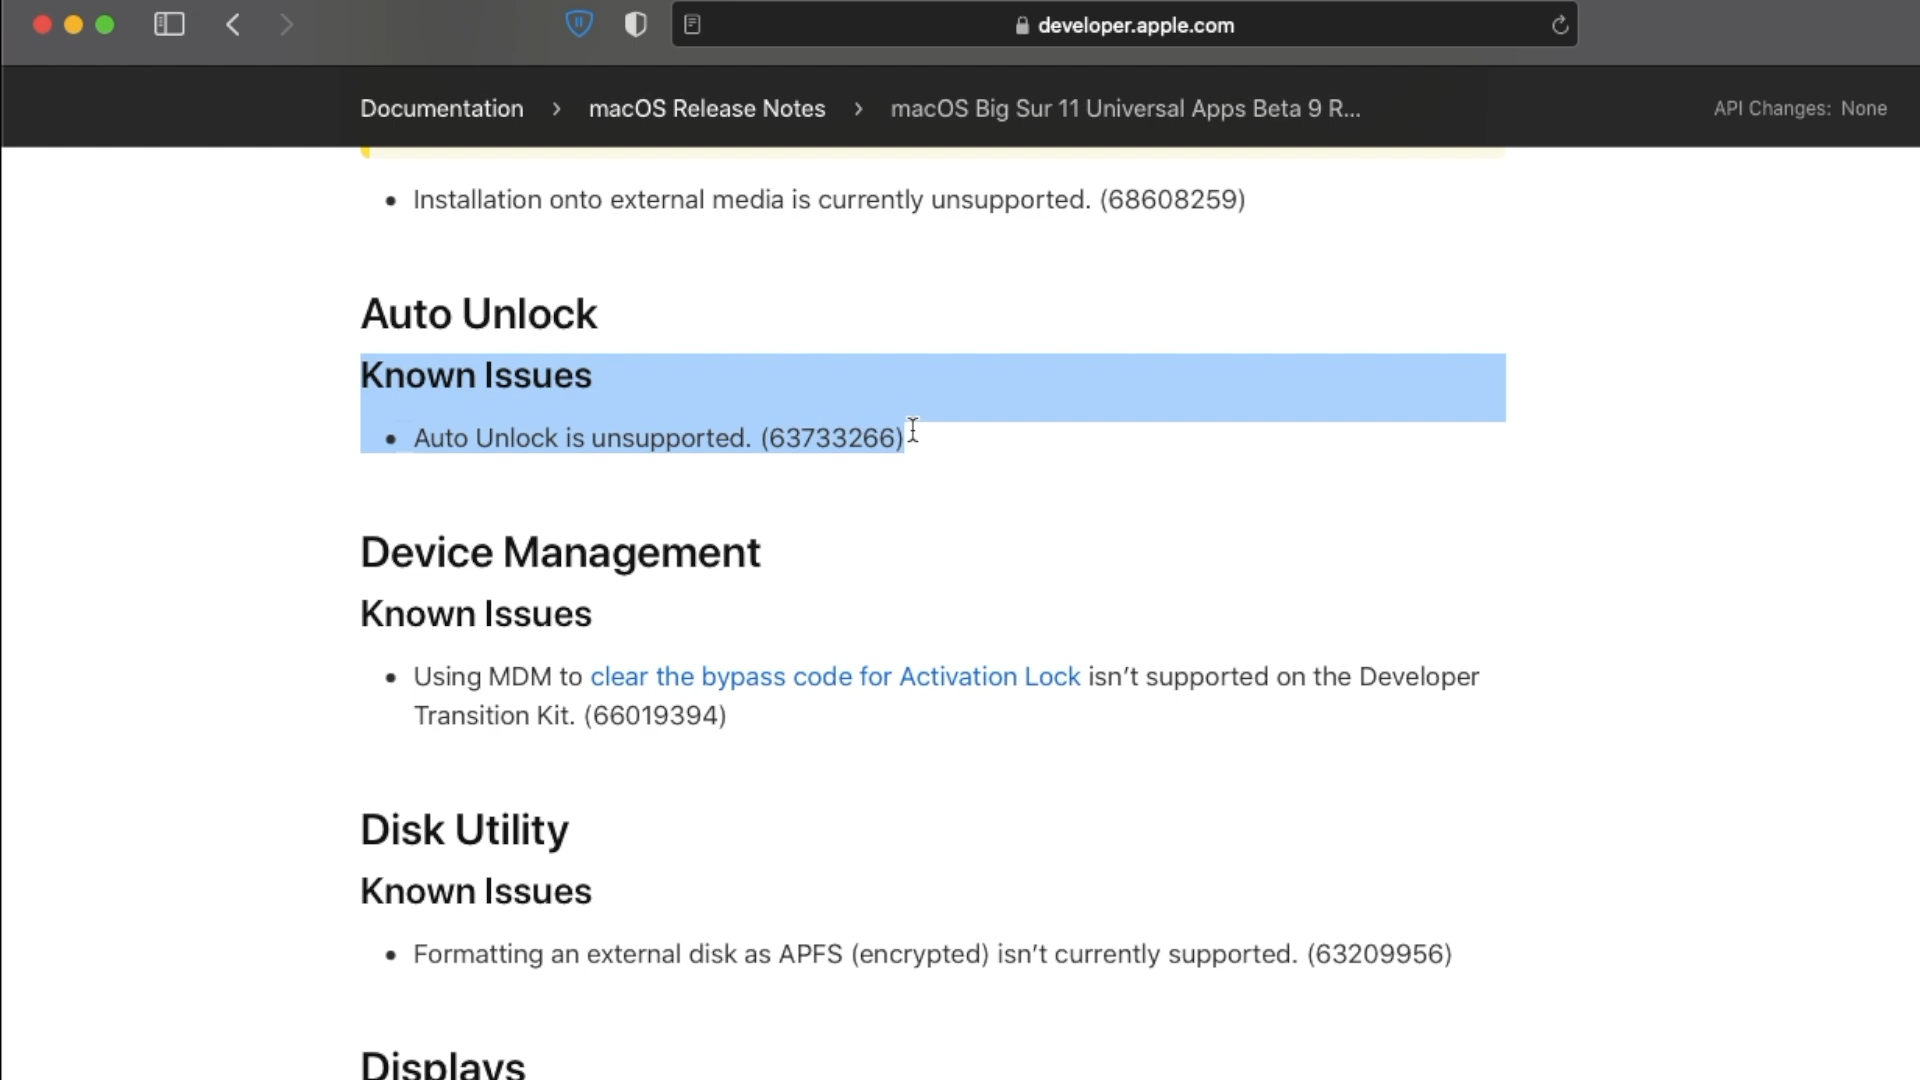 developer.apple.com
Documentation > macOS Release Notes > macOS Big Sur 11 Universal Apps Beta 9 R... API Changes: None
• Installation onto external media is currently unsupported. (68608259)
Auto Unlock
Known Issues
• Auto Unlock is unsupported. (63733266)
Device Management
Known Issues
• Using MDM to clear the bypass code for Activation Lock isn’t supported on the Developer
Transition Kit. (66019394)
Disk Utility
Known Issues
• Formatting an external disk as APFS (encrypted) isn’t currently supported. (63209956)
Displays